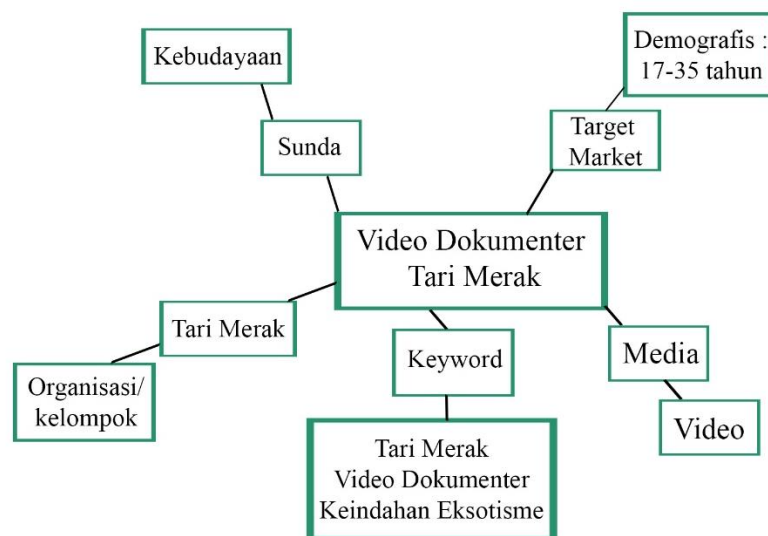 Kebudayaan
Demografis :
17-35 tahun
Sunda
Target
Market
Video Dokumenter
Tari Merak
Tari Merak
Organisasi/
kelompok
Keyword
Media
Video
Tari Merak
Video Dokumenter
Keindahan Eksotisme